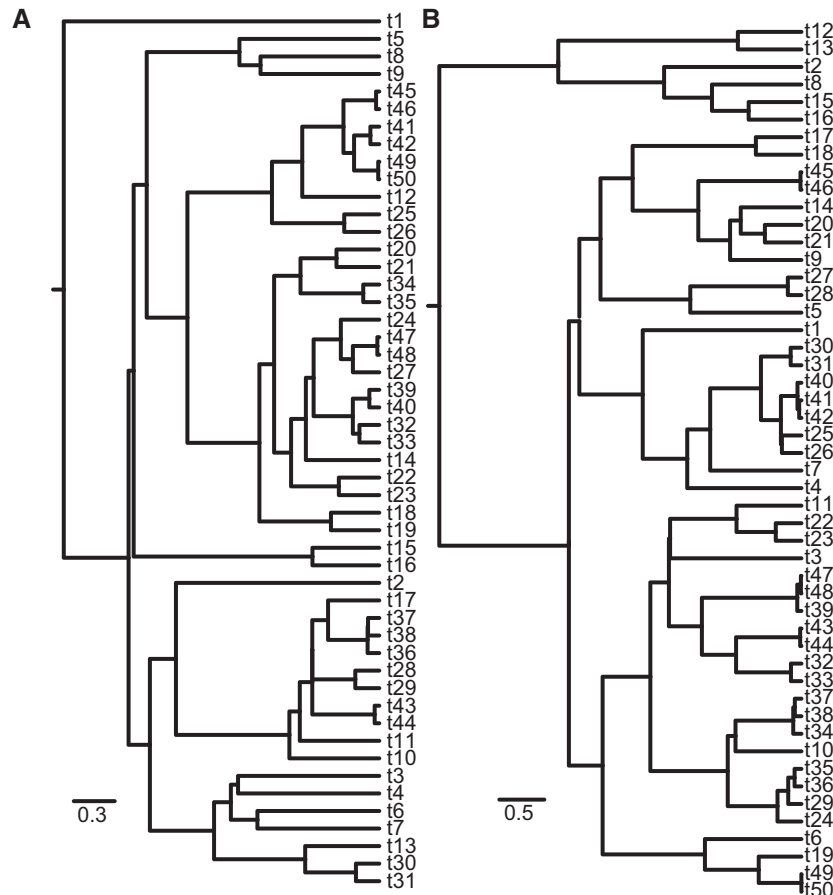 A
t1
t5
t8
t9
t45
t46
t41
t42
t49
t50
t12
t25
t26
t20
t21
t34
t35
t24
t47
t48
t27
t39
t40
t32
t33
t14
t22
t23
t18
t19
t15
t16
t2
t17
t37
t38
t36
t28
t29
t43
t44
t11
t10
t3
t4
t6
t7
t13
t30
t31
0.3
B
t12
t13
t2
t8
t15
t16
t17
t18
t45
t46
t14
t20
t21
t9
t27
t28
t5
t1
t30
t31
t40
t41
t42
t25
t26
t7
t4
t11
t22
t23
t3
t47
t48
t39
t43
t44
t32
t33
t37
t38
t34
t10
t35
t36
t29
t24
t6
t19
t49
t50
0.5